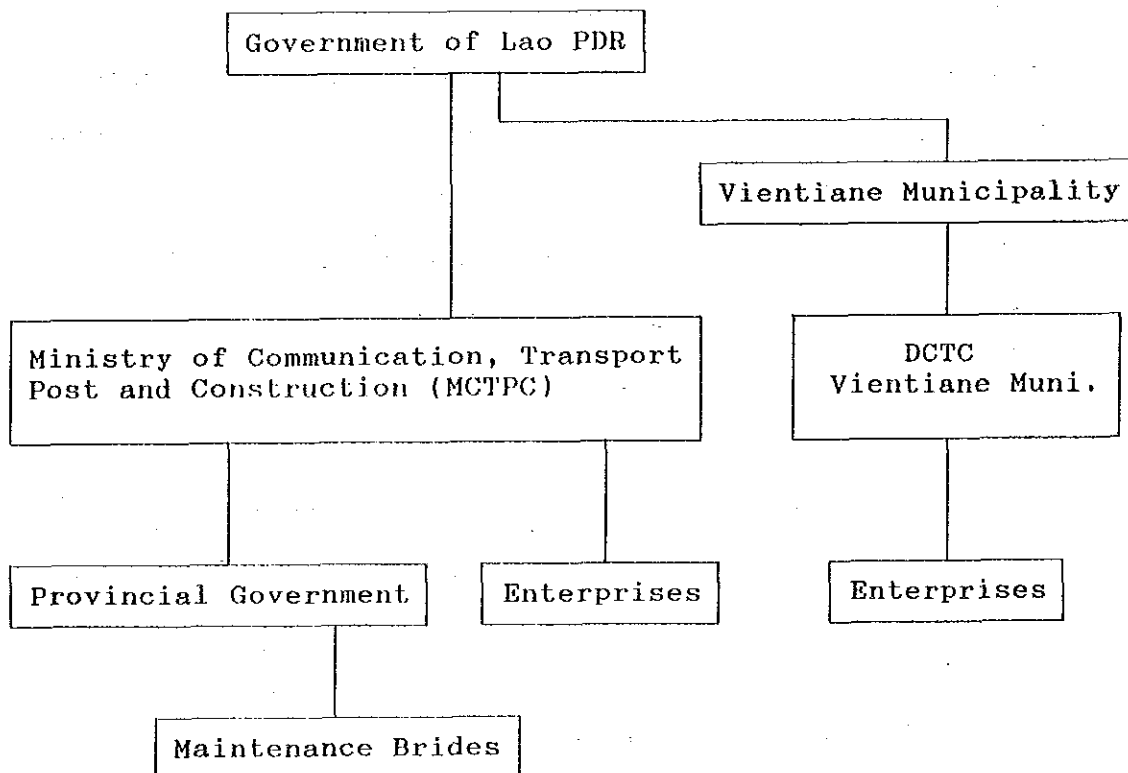 Government of Lao PDR
Vientiane Municipality
Ministry of Communication, Transport
Post and Construction (MCTPC)
DCTC
Vientiane Muni.
Provincial Government
Enterprises
Enterprises
Maintenance Brides